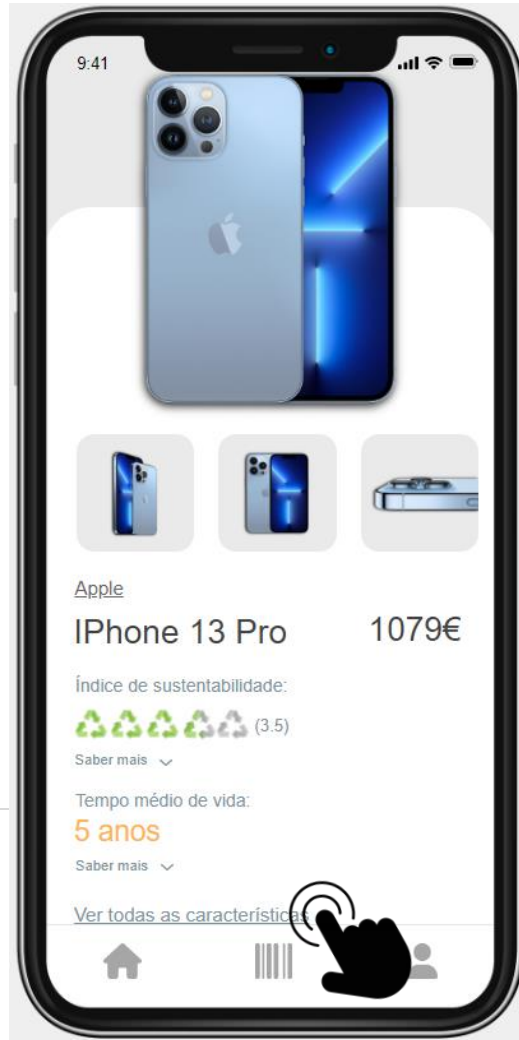 9:41
Apple
IPhone 13 Pro
1079€
Índice de sustentabilidade:
(3.5)
Saber mais
Tempo médio de vida:
5 anos
Saber mais
Ver todas as características